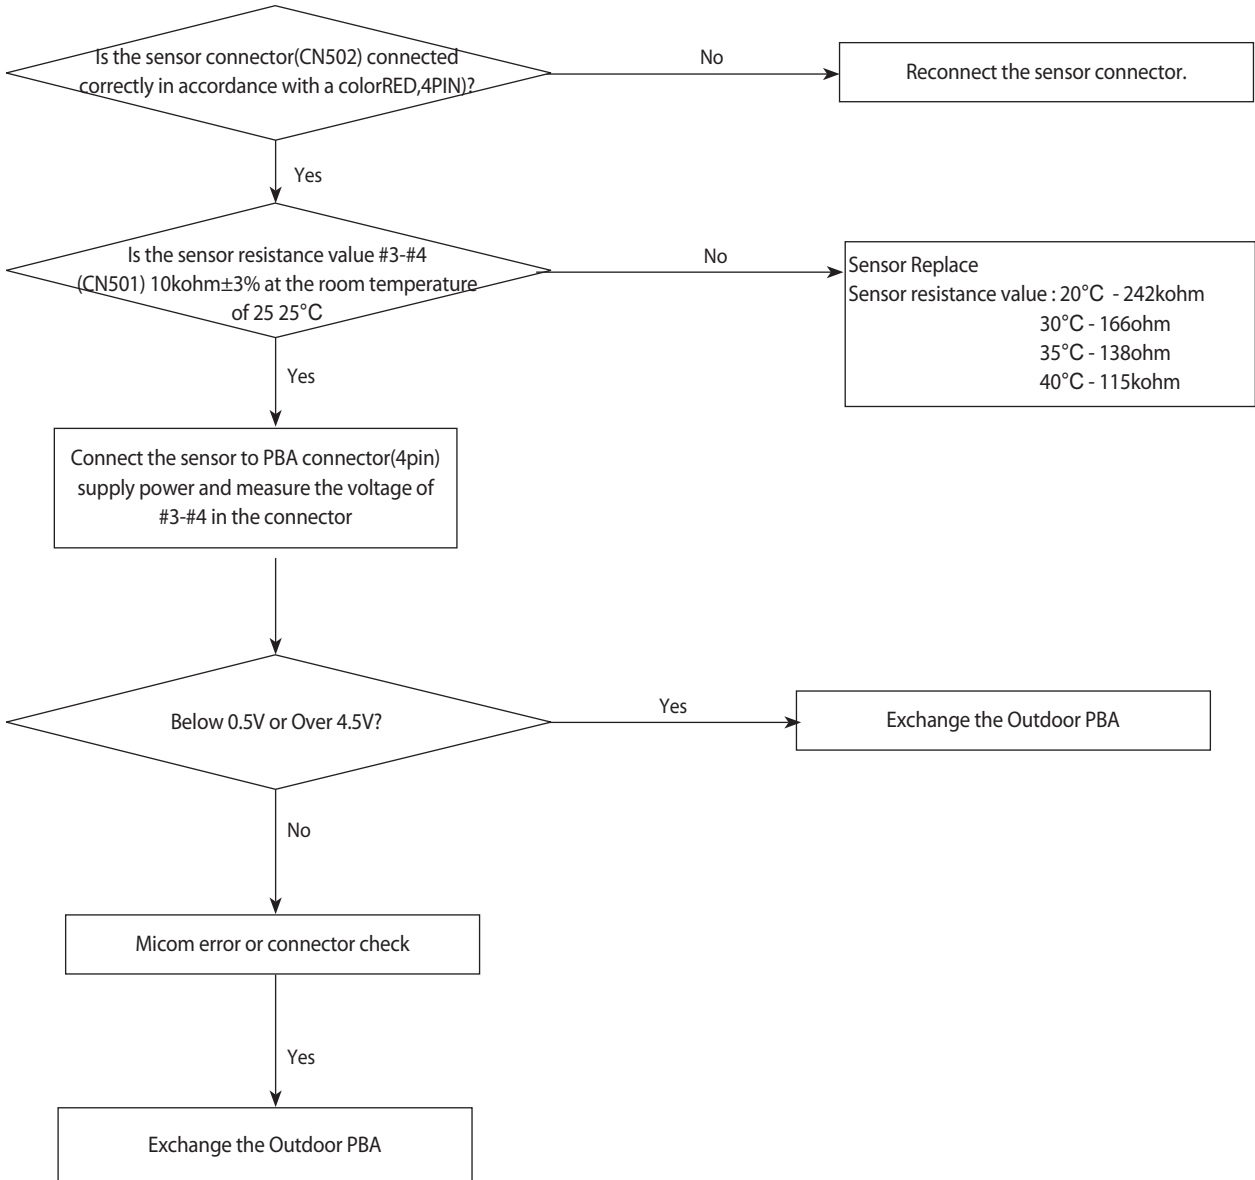 Is the sensor connector(CN502) connected
correctly in accordance with a colorRED,4PIN)?
No
Reconnect the sensor connector.
Yes
Is the sensor resistance value #3-#4
(CN501) 10kohm±3% at the room temperature
of 25 25°C
No
Sensor Replace
Sensor resistance value : 20°C - 242kohm
30°C - 166ohm
35°C - 138ohm
40°C - 115kohm
Yes
Connect the sensor to PBA connector(4pin)
supply power and measure the voltage of
#3-#4 in the connector
Below 0.5V or Over 4.5V?
Yes
Exchange the Outdoor PBA
No
Micom error or connector check
Yes
Exchange the Outdoor PBA